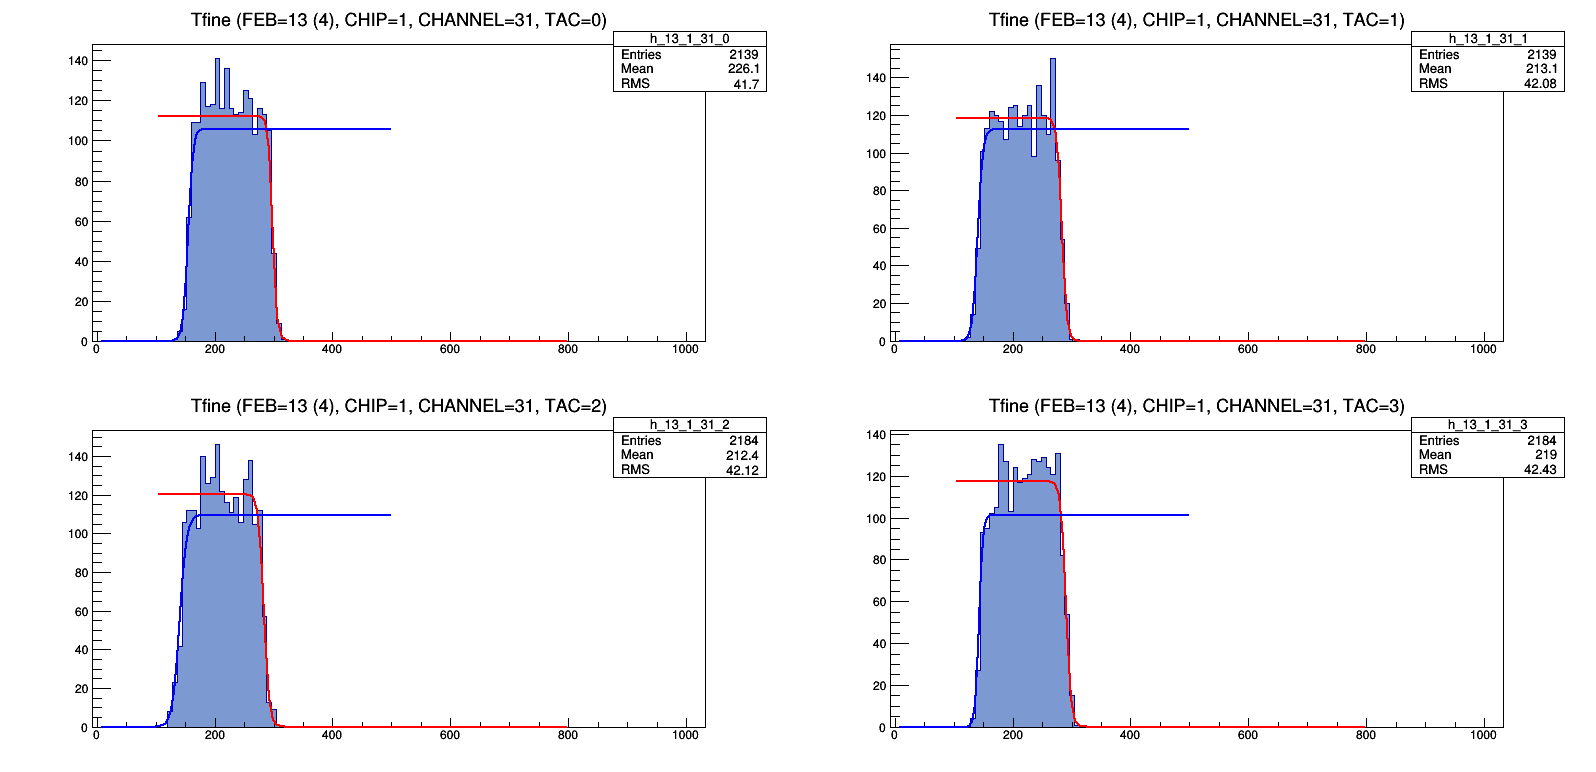 Tfine (FEB=13 (4), CHIP=1, CHANNEL=31, TAC=0)
h_13_1_31_0
Entries 2139
Mean 226.1
RMS 41.7
140
120
100
80
60
40
20
0
0 200 400 600 800 1000
Tfine (FEB=13 (4), CHIP=1, CHANNEL=31, TAC=1)
h_13_1_31_1
Entries 2139
Mean 213.1
RMS 42.08
140
120
100
80
60
40
20
0
0 200 400 600 800 1000
Tfine (FEB=13 (4), CHIP=1, CHANNEL=31, TAC=2)
h_13_1_31_2
Entries 2184
Mean 212.4
RMS 42.12
140
120
100
80
60
40
20
0
0 200 400 600 800 1000
Tfine (FEB=13 (4), CHIP=1, CHANNEL=31, TAC=3)
h_13_1_31_3
Entries 2184
Mean 219
RMS 42.43
140
120
100
80
60
40
20
0
0 200 400 600 800 1000